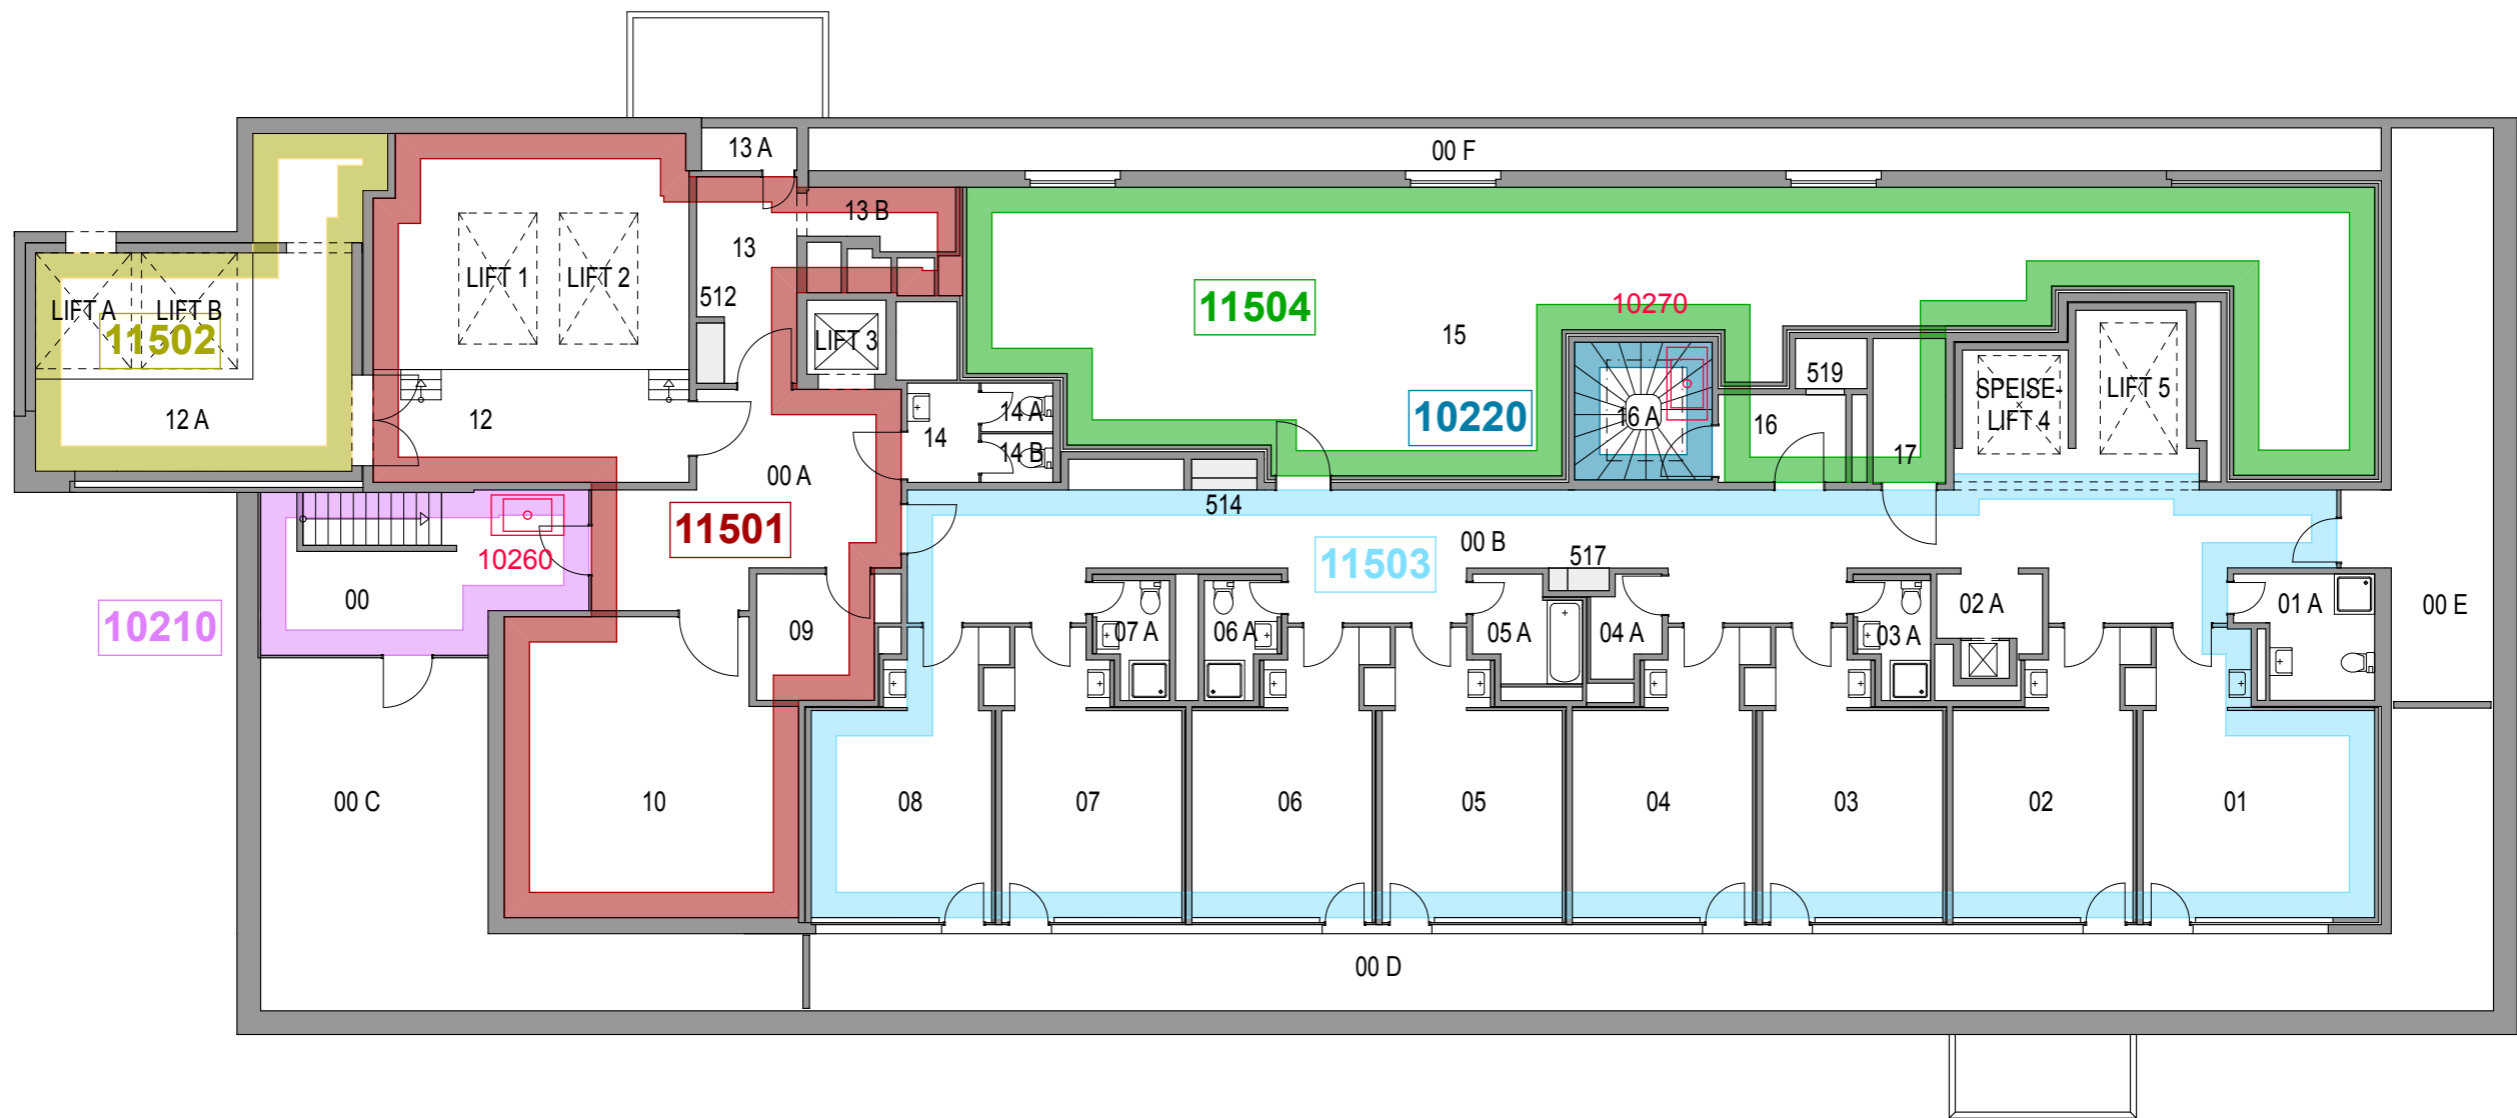 13 A
00 F
13 B
13
LIFT 1
LIFT 2
512
LIFT A
LIFT B
11502
11504
10270
15
LIFT 3
519
SPEISE-
LIFT 4
LIFT 5
12 A
12
14 A
14
14 B
10220
16 A
16
17
00 A
514
11501
00 B
517
11503
10260
00
10210
09
07 A
06 A
05 A
04 A
03 A
02 A
01 A
00 E
00 C
10
08
07
06
05
04
03
02
01
00 D